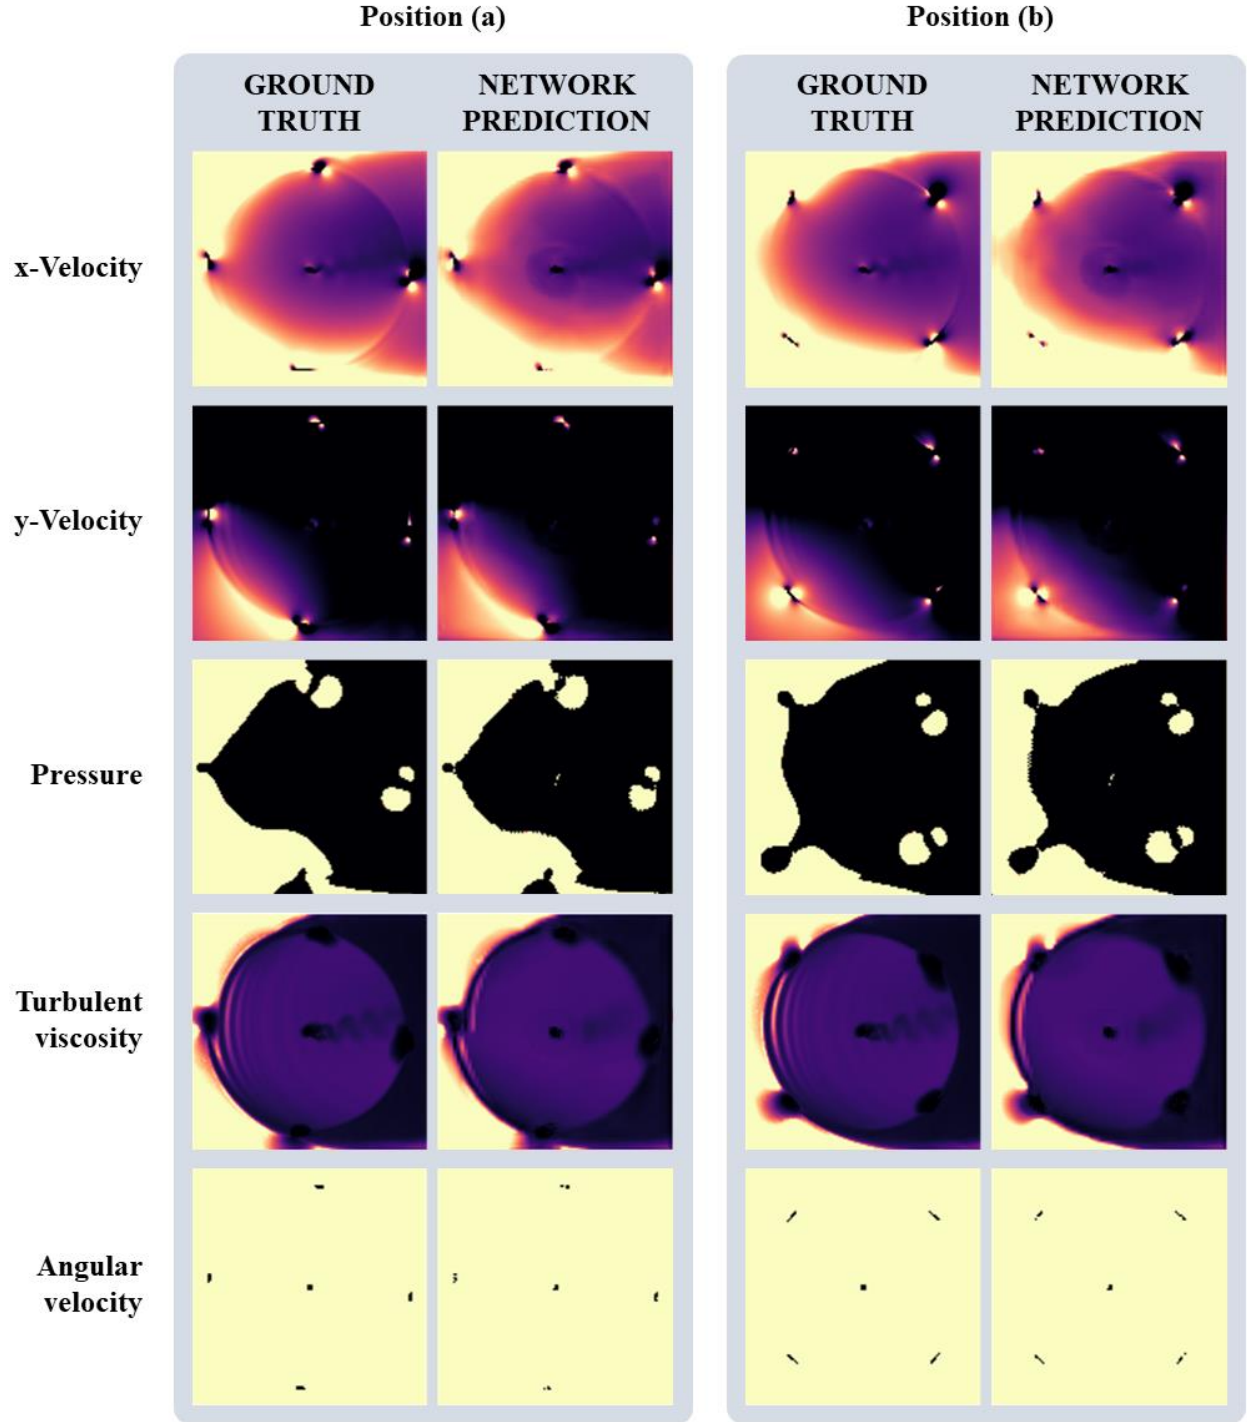 Position (a)
Position (b)
GROUND
TRUTH
NETWORK
PREDICTION
GROUND
TRUTH
NETWORK
PREDICTION
x-Velocity
y-Velocity
Pressure
Turbulent
viscosity
Angular
velocity